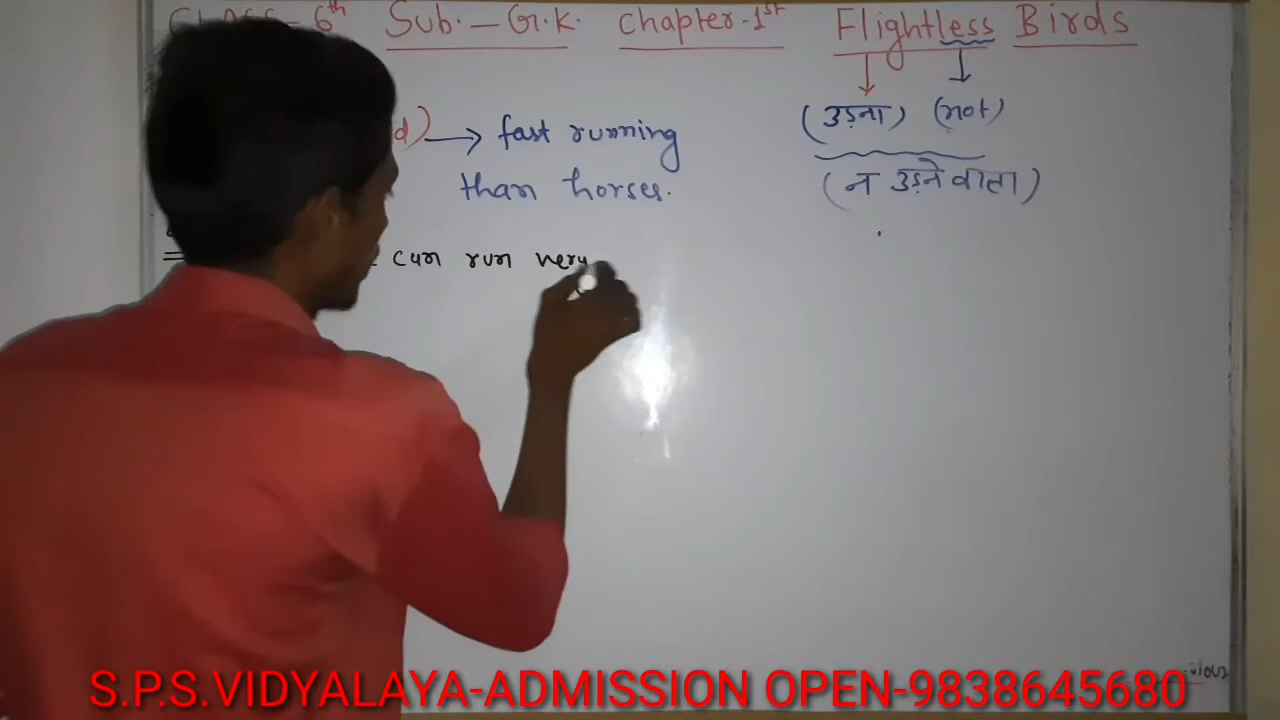 CLASS - 6th Sub. - G.K. Chapter-1st Flightless Birds
(उड़ना) (not)
d) → fast running
than horses.
(न उड़ने वाला)
can run very
S.P.S.VIDYALAYA-ADMISSION OPEN-9838645680